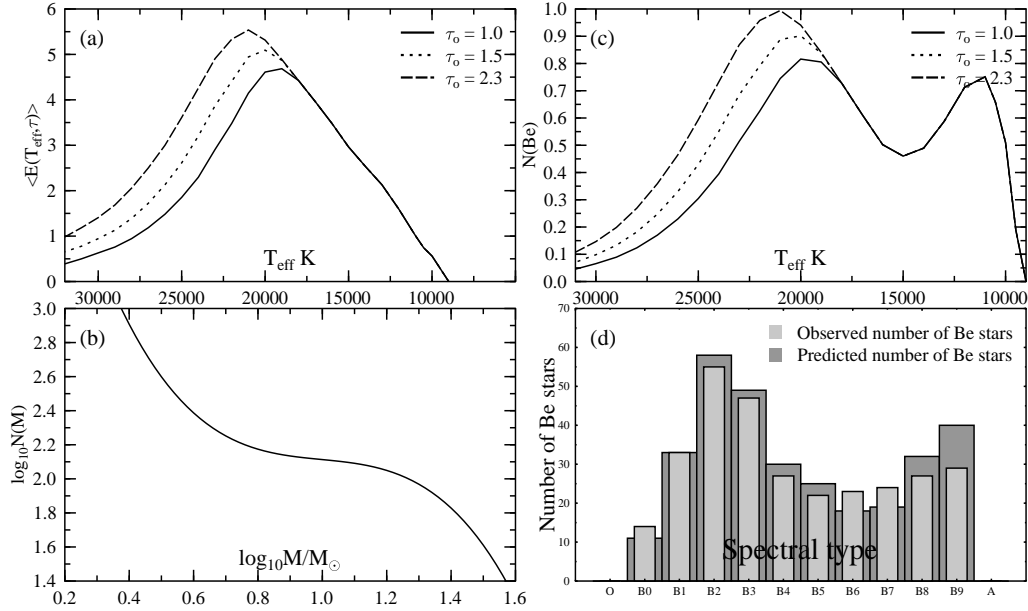 (a)
τo = 1.0
τo = 1.5
τo = 2.3
<E(Teff,τ)>
6
5
4
3
2
1
0
Teff K
30000 25000 20000 15000 10000
(c)
τo = 1.0
τo = 1.5
τo = 2.3
N(Be)
1.0
0.9
0.8
0.7
0.6
0.5
0.4
0.3
0.2
0.1
0.0
Teff K
30000 25000 20000 15000 10000
(b)
log10N(M)
3.0
2.8
2.6
2.4
2.2
2.0
1.8
1.6
1.4
log10M/M☉
0.2 0.4 0.6 0.8 1.0 1.2 1.4 1.6
(d)
Observed number of Be stars
Predicted number of Be stars
Number of Be stars
70
60
50
40
30
20
10
0
Spectral type
O B0 B1 B2 B3 B4 B5 B6 B7 B8 B9 A